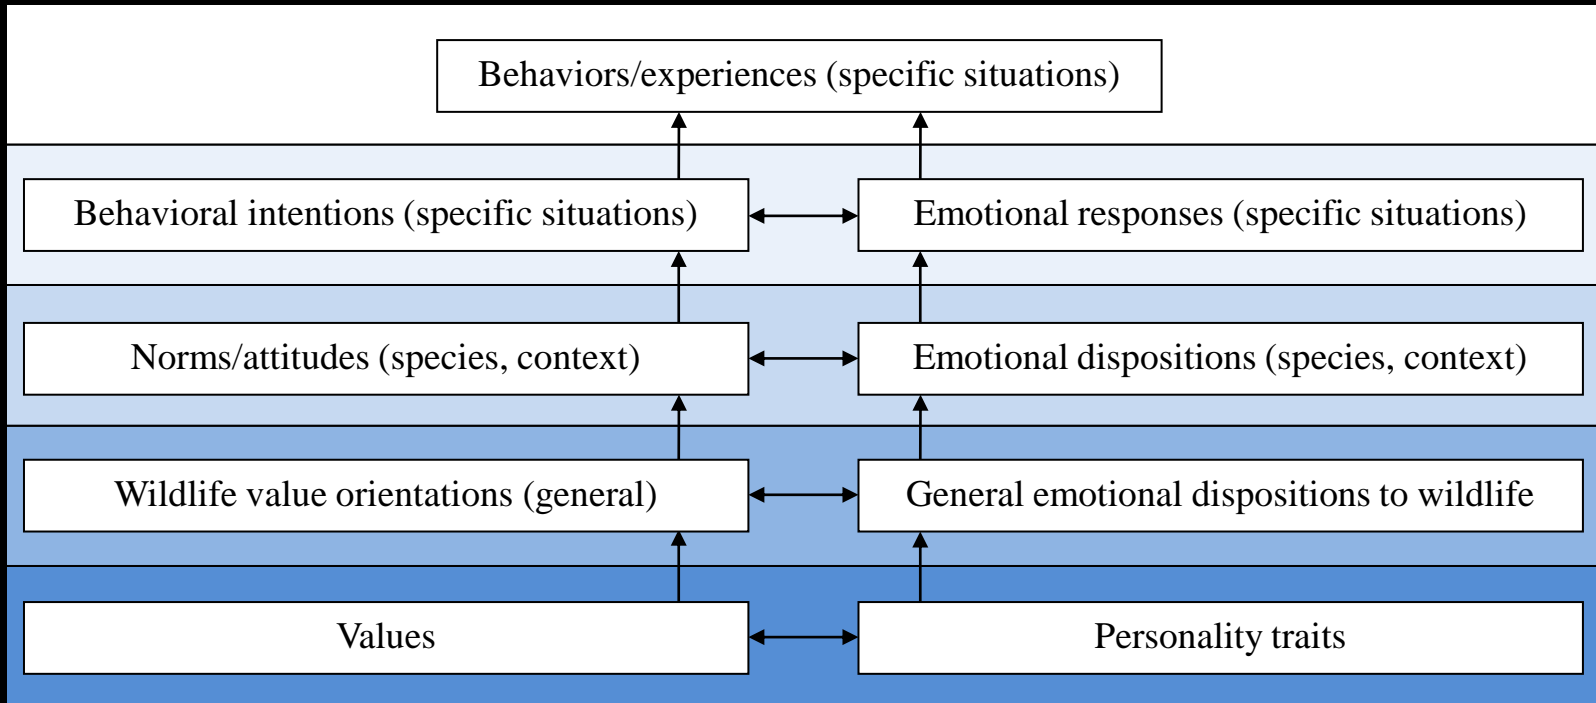 Behaviors/experiences (specific situations)
Behavioral intentions (specific situations)
Emotional responses (specific situations)
Norms/attitudes (species, context)
Emotional dispositions (species, context)
Wildlife value orientations (general)
General emotional dispositions to wildlife
Values
Personality traits